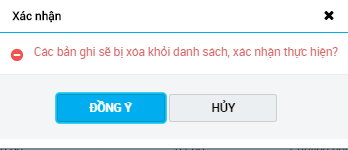 Xác nhận
Các bản ghi sẽ bị xóa khỏi danh sách, xác nhận thực hiện?
ĐỒNG Ý
HỦY